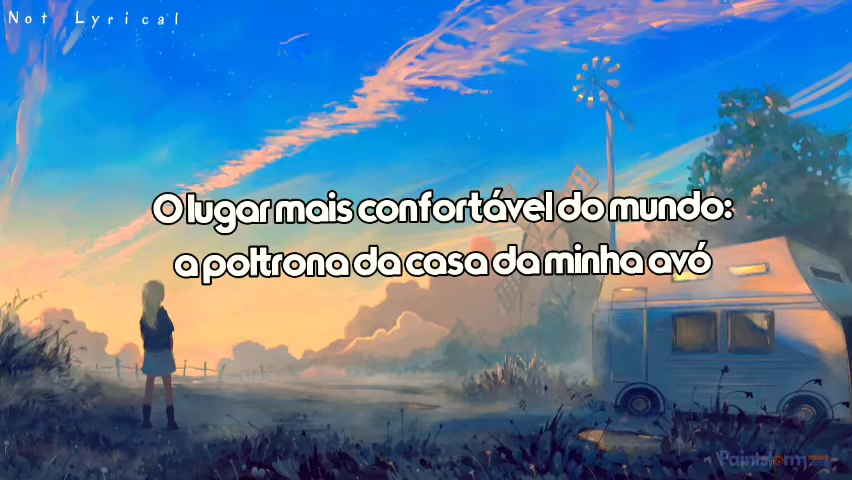 Not Lyrical
O lugar mais confortável do mundo:
a poltrona da casa da minha avó
Paintstorm